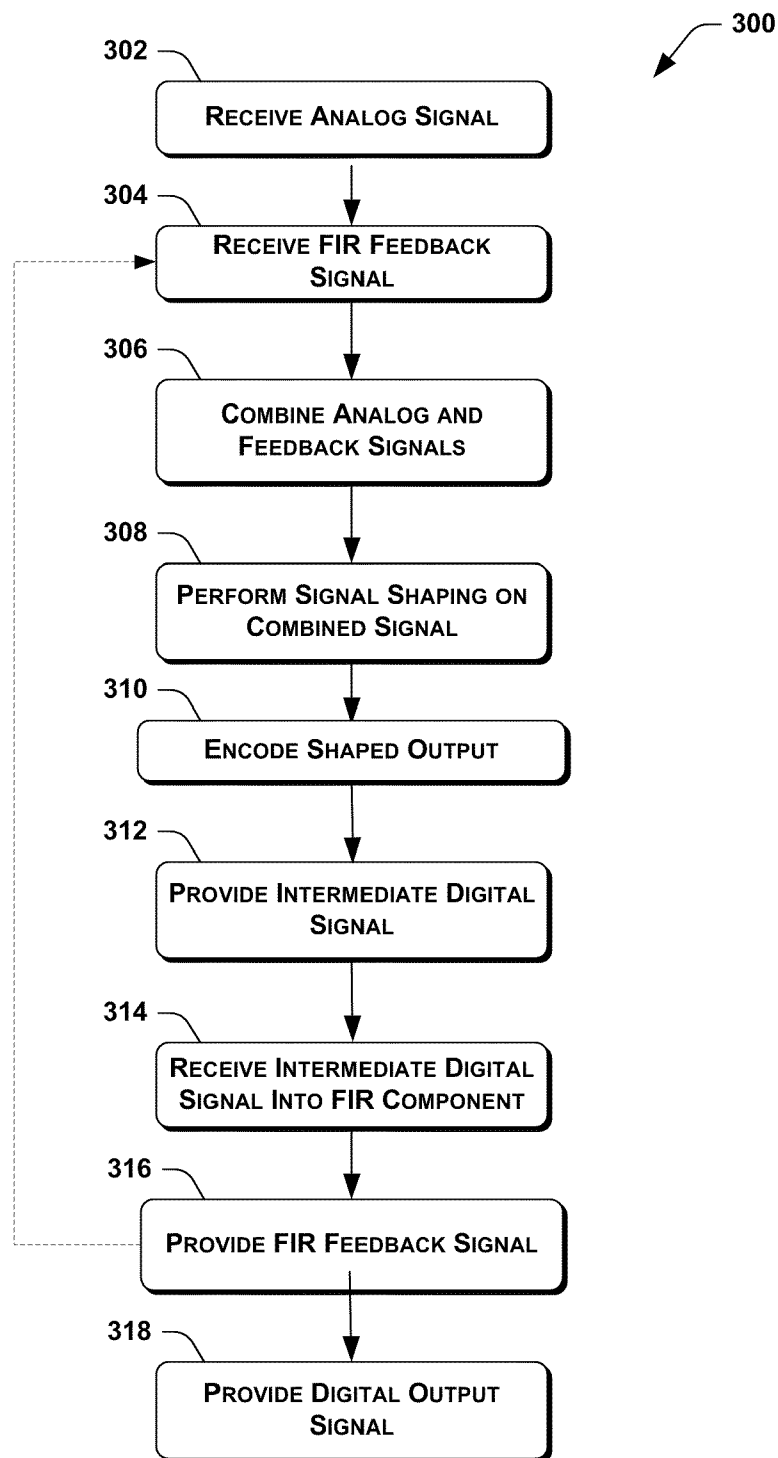 300
302
RECEIVE ANALOG SIGNAL
304
RECEIVE FIR FEEDBACK
SIGNAL
306
COMBINE ANALOG AND
FEEDBACK SIGNALS
308
PERFORM SIGNAL SHAPING ON
COMBINED SIGNAL
310
ENCODE SHAPED OUTPUT
312
PROVIDE INTERMEDIATE DIGITAL
SIGNAL
314
RECEIVE INTERMEDIATE DIGITAL
SIGNAL INTO FIR COMPONENT
316
PROVIDE FIR FEEDBACK SIGNAL
318
PROVIDE DIGITAL OUTPUT
SIGNAL